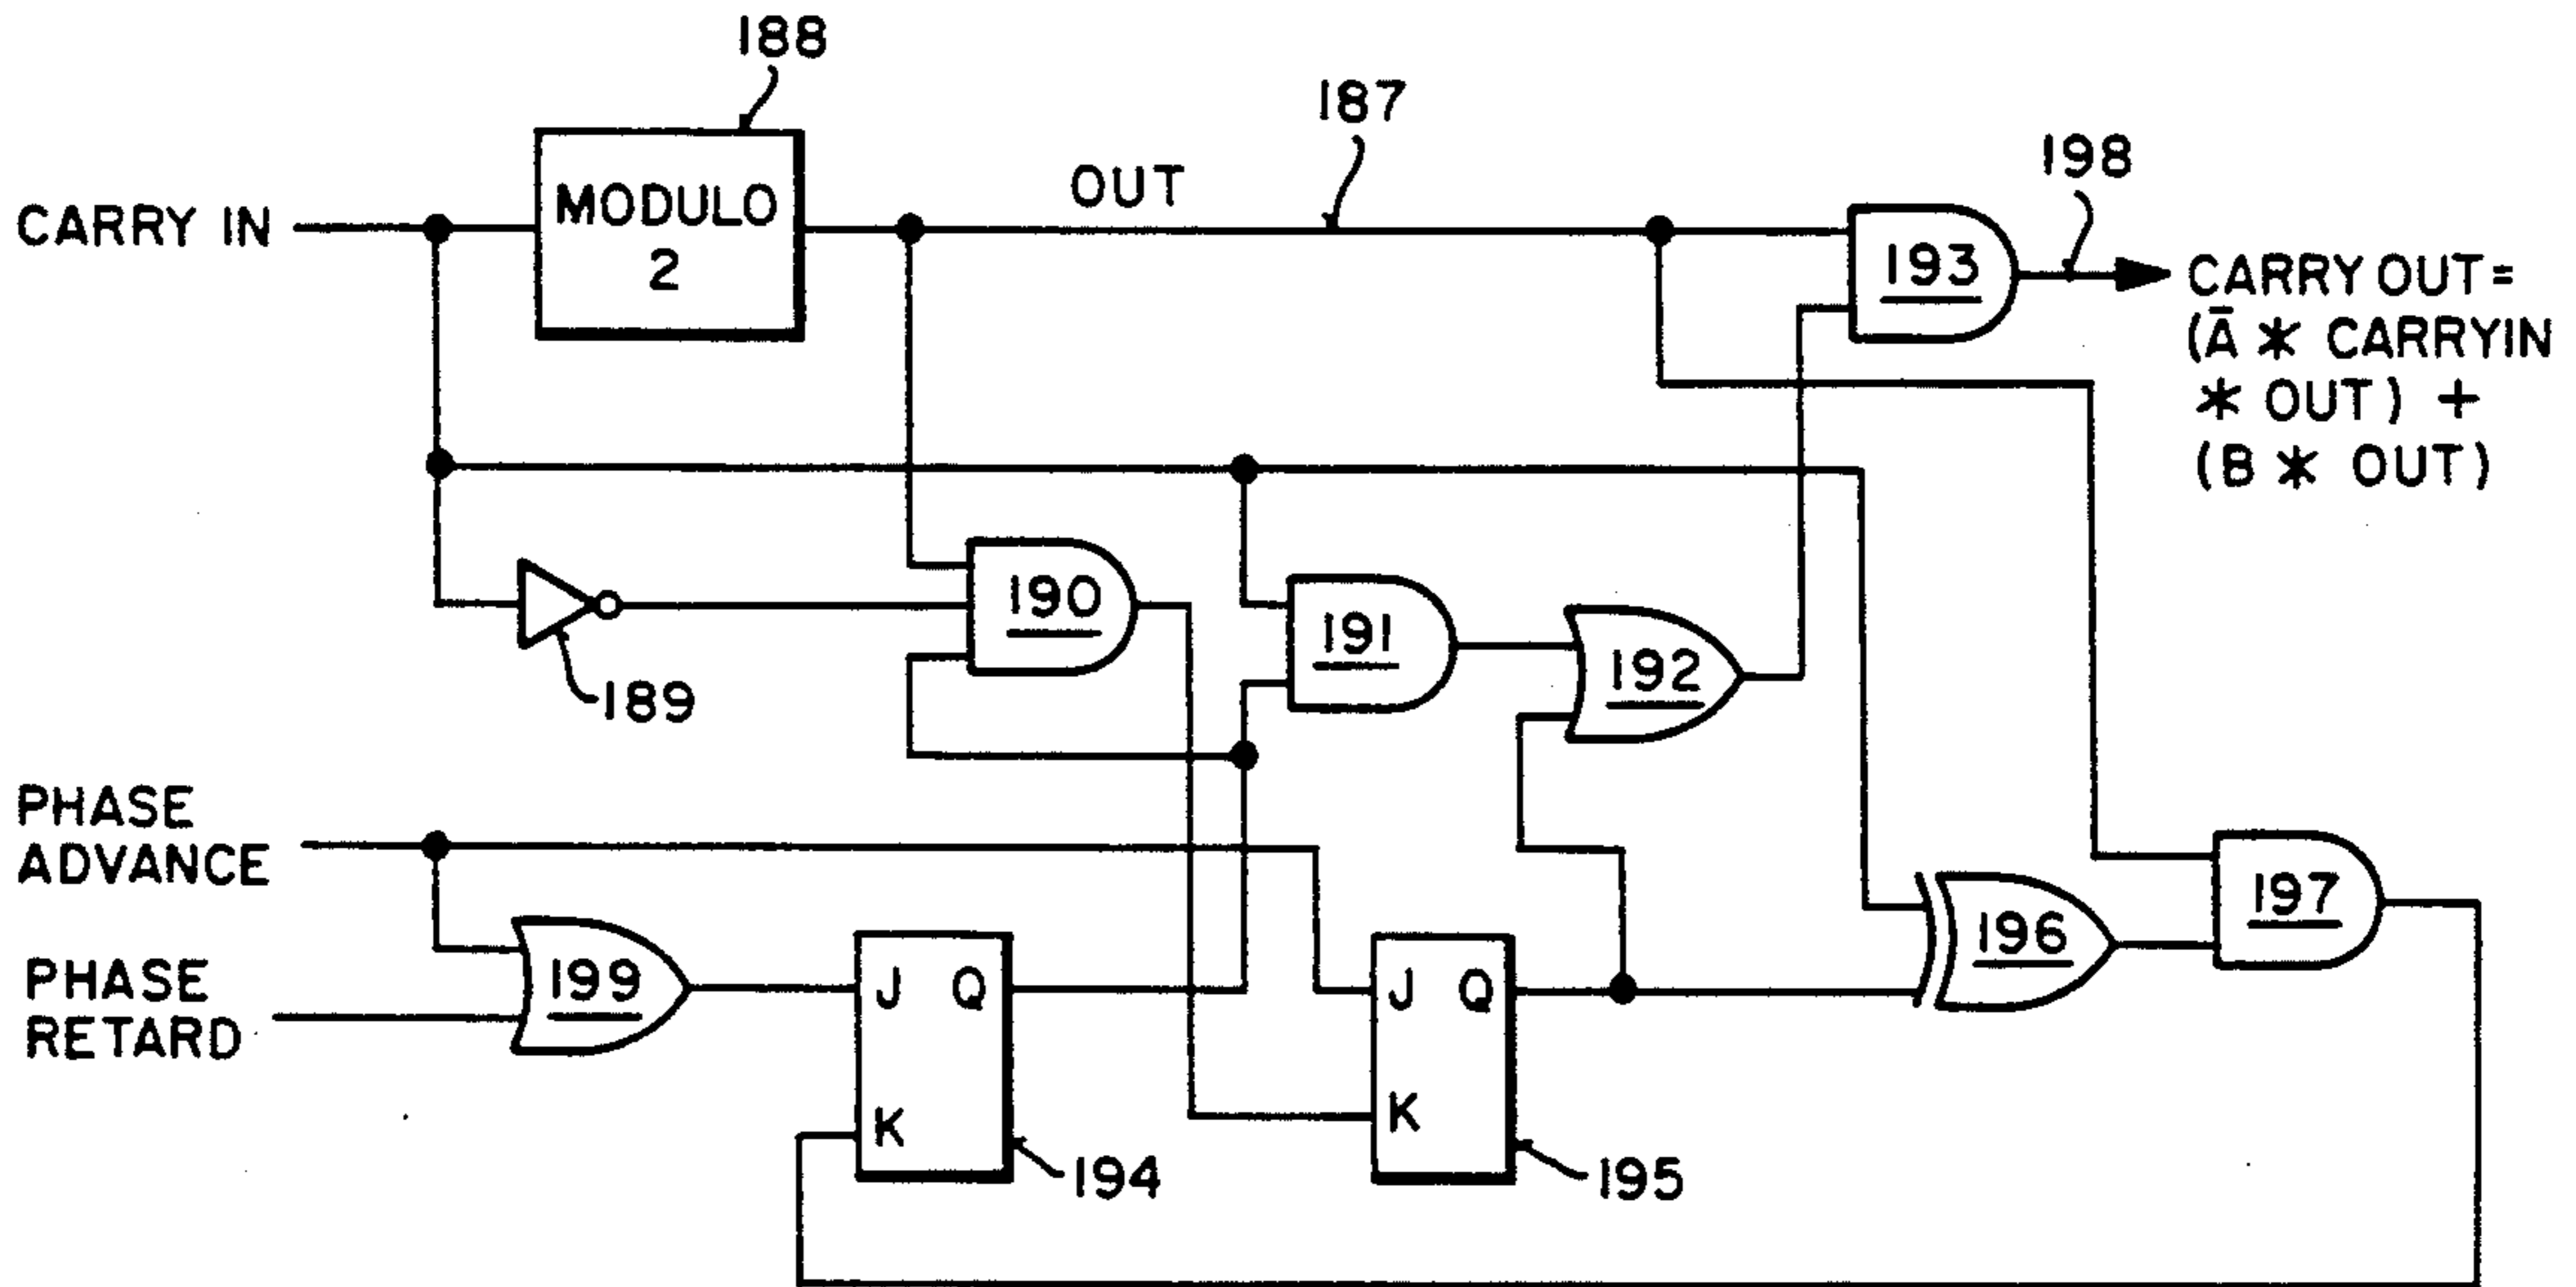 188
187
198
CARRY IN
MODULO
2
OUT
193
CARRY OUT=
(Ā * CARRYIN
* OUT) +
(B * OUT)
190
191
192
189
PHASE
ADVANCE
PHASE
RETARD
199
J Q
K
194
J Q
K
195
196
197